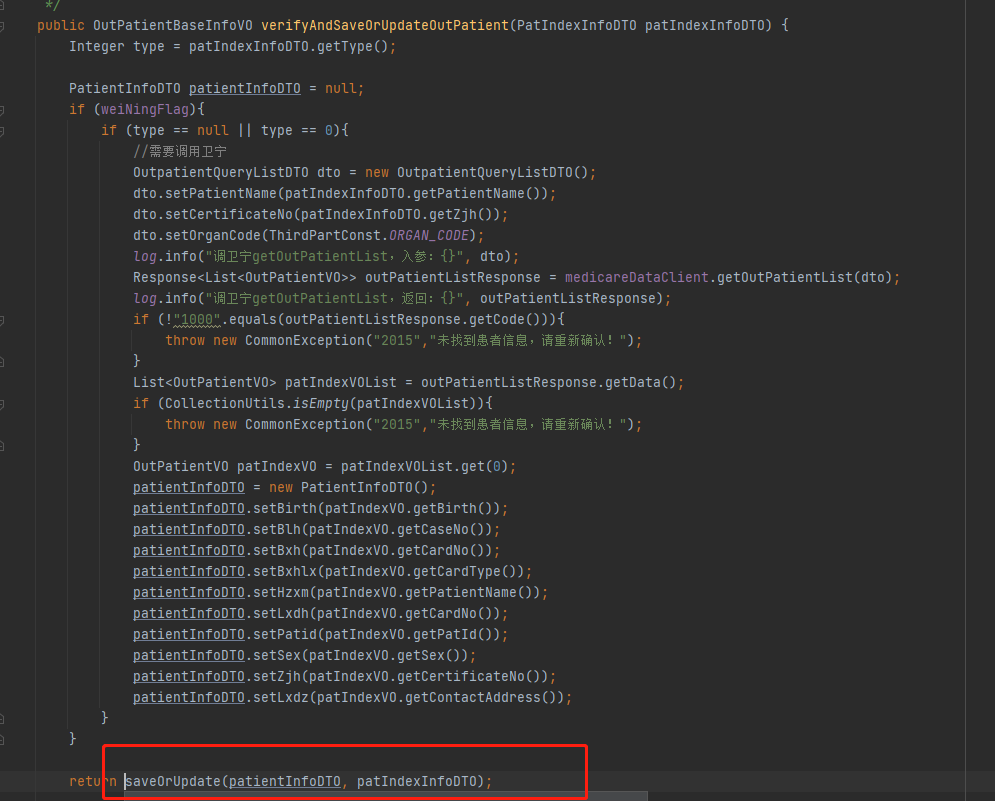 */
public OutPatientBaseInfoVO verifyAndSaveOrUpdateOutPatient(PatIndexInfoDTO patIndexInfoDTO) {
Integer type = patIndexInfoDTO.getType();
PatientInfoDTO patientInfoDTO = null;
if (weiNingFlag){
if (type == null || type == 0){
//需要调用卫宁
OutpatientQueryListDTO dto = new OutpatientQueryListDTO();
dto.setPatientName(patIndexInfoDTO.getPatientName());
dto.setCertificateNo(patIndexInfoDTO.getZjh());
dto.setOrganCode(ThirdPartConst.ORGAN_CODE);
log.info("调卫宁getOutPatientList，入参：{}", dto);
Response<List<OutPatientVO>> outPatientListResponse = medicareDataClient.getOutPatientList(dto);
log.info("调卫宁getOutPatientList，返回：{}", outPatientListResponse);
if (!"1000".equals(outPatientListResponse.getCode())){
throw new CommonException("2015","未找到患者信息，请重新确认！");
}
List<OutPatientVO> patIndexVOList = outPatientListResponse.getData();
if (CollectionUtils.isEmpty(patIndexVOList)){
throw new CommonException("2015","未找到患者信息，请重新确认！");
}
OutPatientVO patIndexVO = patIndexVOList.get(0);
patientInfoDTO = new PatientInfoDTO();
patientInfoDTO.setBirth(patIndexVO.getBirth());
patientInfoDTO.setBlh(patIndexVO.getCaseNo());
patientInfoDTO.setBxh(patIndexVO.getCardNo());
patientInfoDTO.setBxhlx(patIndexVO.getCardType());
patientInfoDTO.setHzxm(patIndexVO.getPatientName());
patientInfoDTO.setLxdh(patIndexVO.getCardNo());
patientInfoDTO.setPatid(patIndexVO.getPatId());
patientInfoDTO.setSex(patIndexVO.getSex());
patientInfoDTO.setZjh(patIndexVO.getCertificateNo());
patientInfoDTO.setLxdz(patIndexVO.getContactAddress());
}
}
return saveOrUpdate(patientInfoDTO, patIndexInfoDTO);